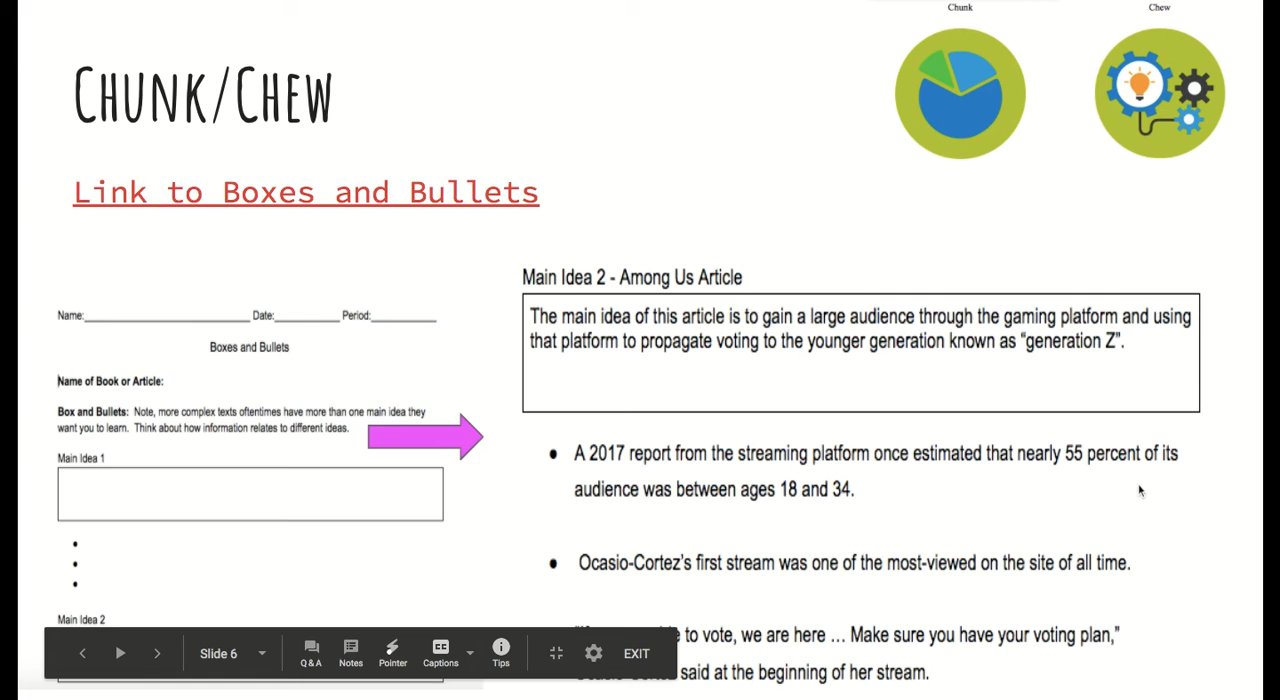 Chunk
Chew
Chunk/Chew
Link to Boxes and Bullets
Name: Date: Period:
Boxes and Bullets
Name of Book or Article:
Box and Bullets: Note, more complex texts oftentimes have more than one main idea they
want you to learn. Think about how information relates to different ideas.
Main Idea 1
Main Idea 2
Main Idea 2 - Among Us Article
The main idea of this article is to gain a large audience through the gaming platform and using
that platform to propagate voting to the younger generation known as “generation Z”.
• A 2017 report from the streaming platform once estimated that nearly 55 percent of its
audience was between ages 18 and 34.
• Ocasio-Cortez’s first stream was one of the most-viewed on the site of all time.
to vote, we are here ... Make sure you have your voting plan,”
said at the beginning of her stream.
Slide 6
Q&A
Notes
Pointer
CC
Captions
Tips
EXIT